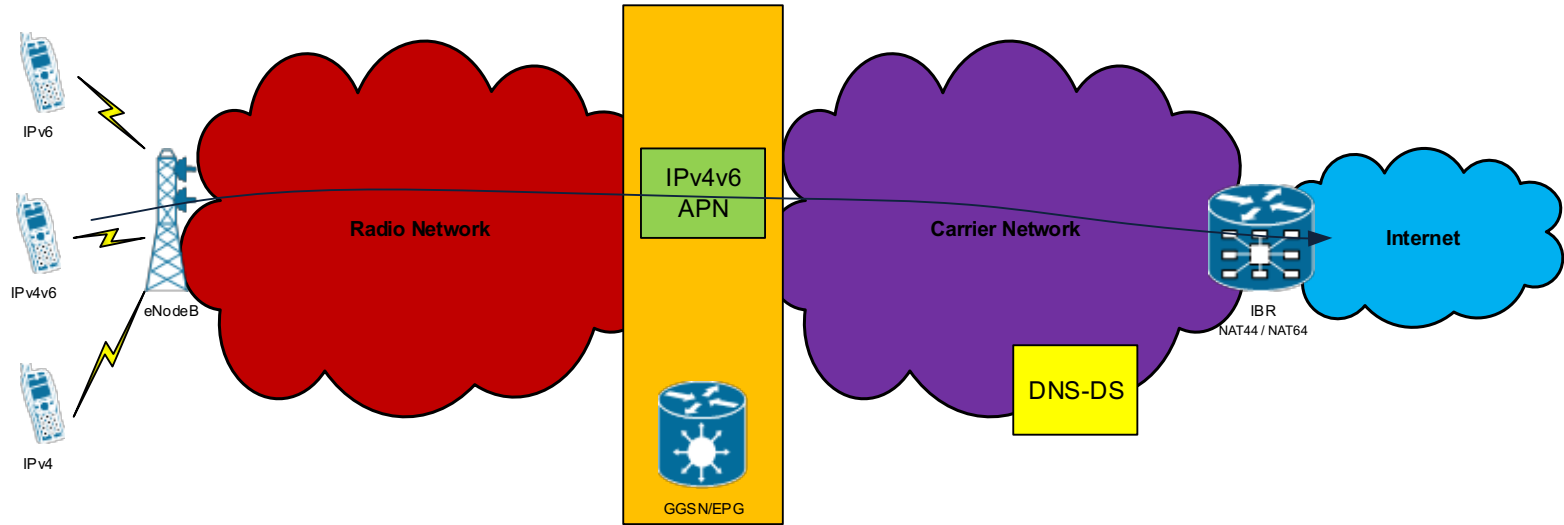 IPv6
IPv4v6
IPv4
eNodeB
Radio Network
IPv4v6
APN
GGSN/EPG
Carrier Network
DNS-DS
IBR
NAT44 / NAT64
Internet